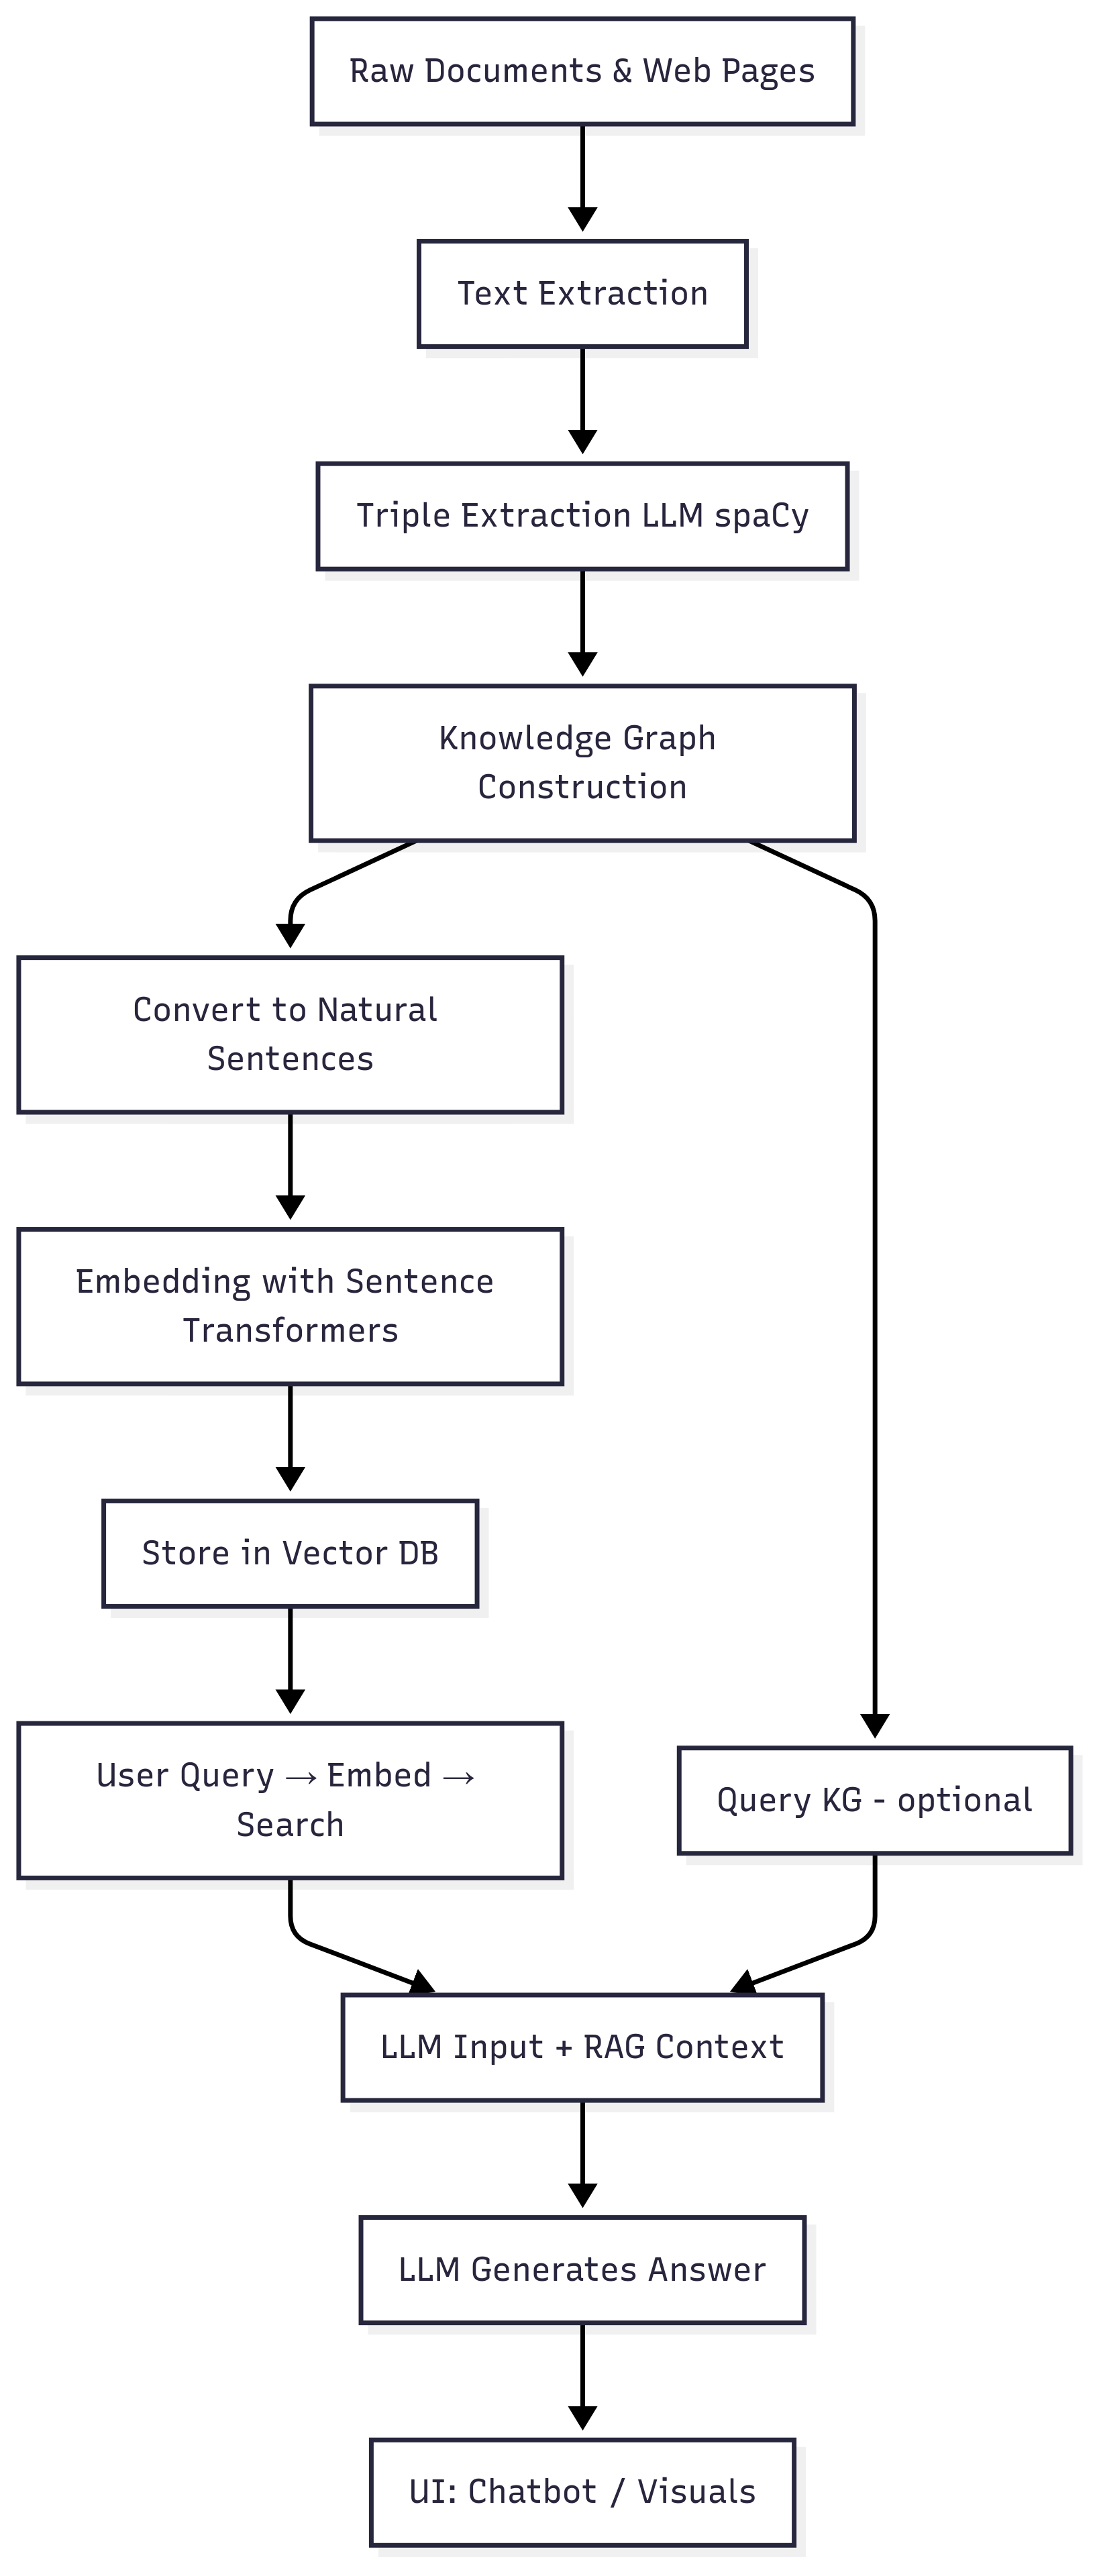 Raw Documents & Web Pages
Text Extraction
Triple Extraction LLM spaCy
Knowledge Graph
Construction
Convert to Natural
Sentences
Embedding with Sentence
Transformers
Store in Vector DB
User Query → Embed →
Search
Query KG - optional
LLM Input + RAG Context
LLM Generates Answer
UI: Chatbot / Visuals